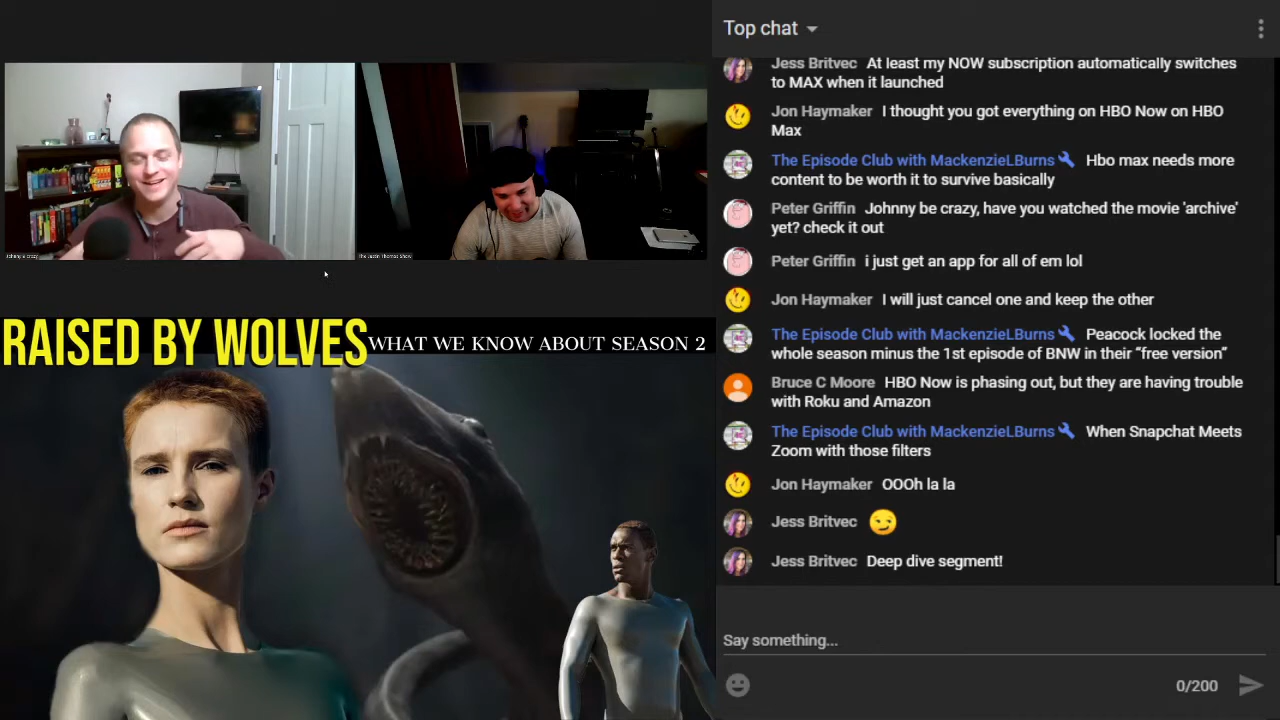 Johnny B crazy
The Justin Thomas Show
RAISED BY WOLVES
WHAT WE KNOW ABOUT SEASON 2
Top chat
Jess Britvec At least my NOW subscription automatically switches
to MAX when it launched
Jon Haymaker I thought you got everything on HBO Now on HBO
Max
The Episode Club with MackenzieLBurns Hbo max needs more
content to be worth it to survive basically
Peter Griffin Johnny be crazy, have you watched the movie 'archive'
yet? check it out
Peter Griffin i just get an app for all of em lol
Jon Haymaker I will just cancel one and keep the other
The Episode Club with MackenzieLBurns Peacock locked the
whole season minus the 1st episode of BNW in their “free version”
Bruce C Moore HBO Now is phasing out, but they are having trouble
with Roku and Amazon
The Episode Club with MackenzieLBurns When Snapchat Meets
Zoom with those filters
Jon Haymaker OOOh la la
Jess Britvec 😏
Jess Britvec Deep dive segment!
Say something...
0/200